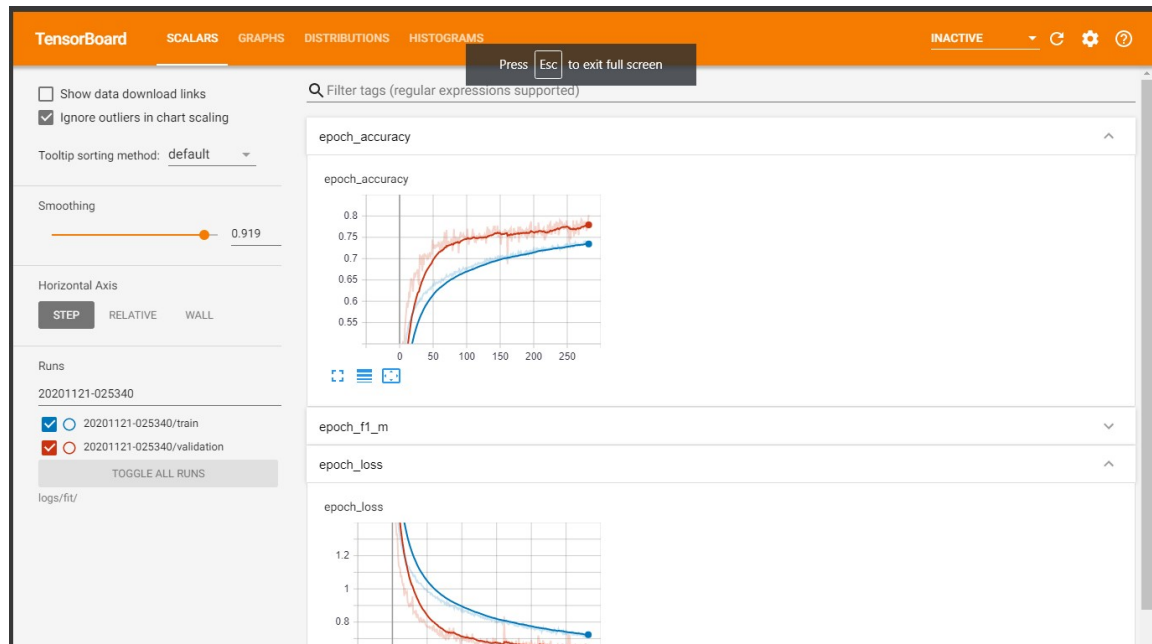 TensorBoard SCALARS GRAPHS DISTRIBUTIONS HISTOGRAMS INACTIVE
Press Esc to exit full screen
Show data download links
Ignore outliers in chart scaling
Tooltip sorting method: default
Smoothing
0.919
Horizontal Axis
STEP RELATIVE WALL
Runs
20201121-025340
20201121-025340/train
20201121-025340/validation
TOGGLE ALL RUNS
logs/fit/
Filter tags (regular expressions supported)
epoch_accuracy
epoch_accuracy
0.8
0.75
0.7
0.65
0.6
0.55
0 50 100 150 200 250
epoch_f1_m
epoch_loss
epoch_loss
1.2
1
0.8